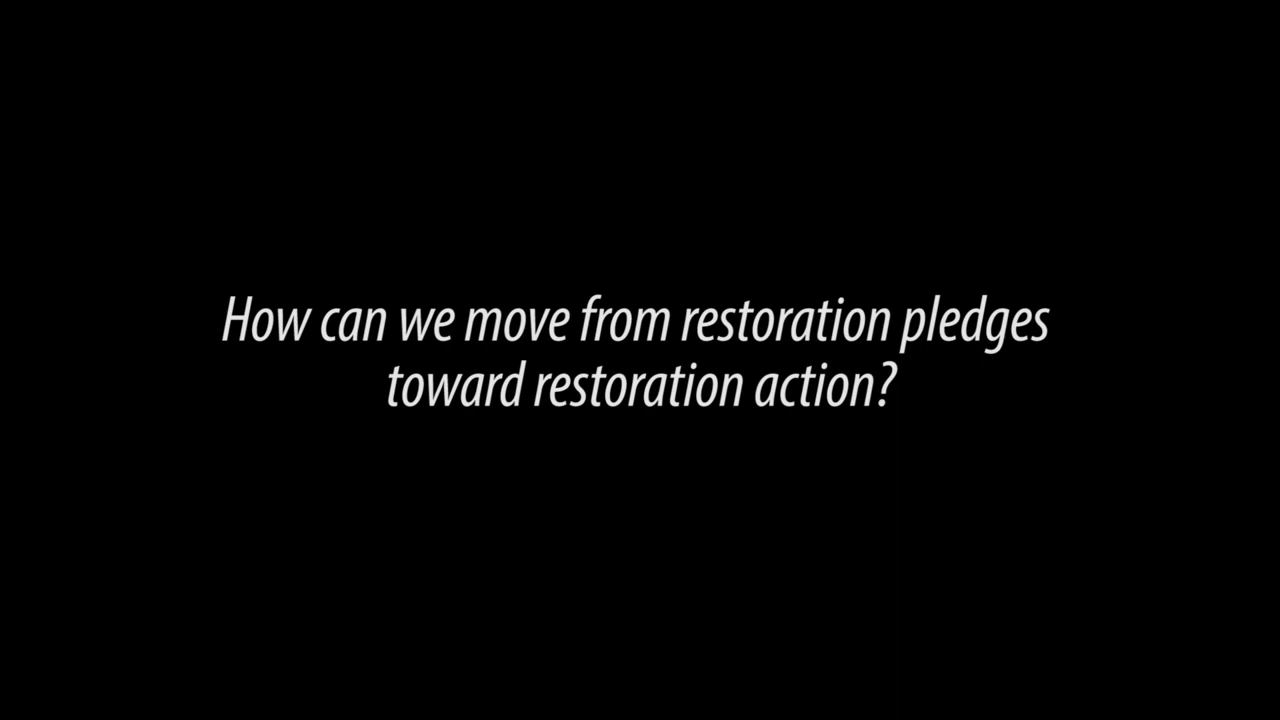 How can we move from restoration pledges
toward restoration action?